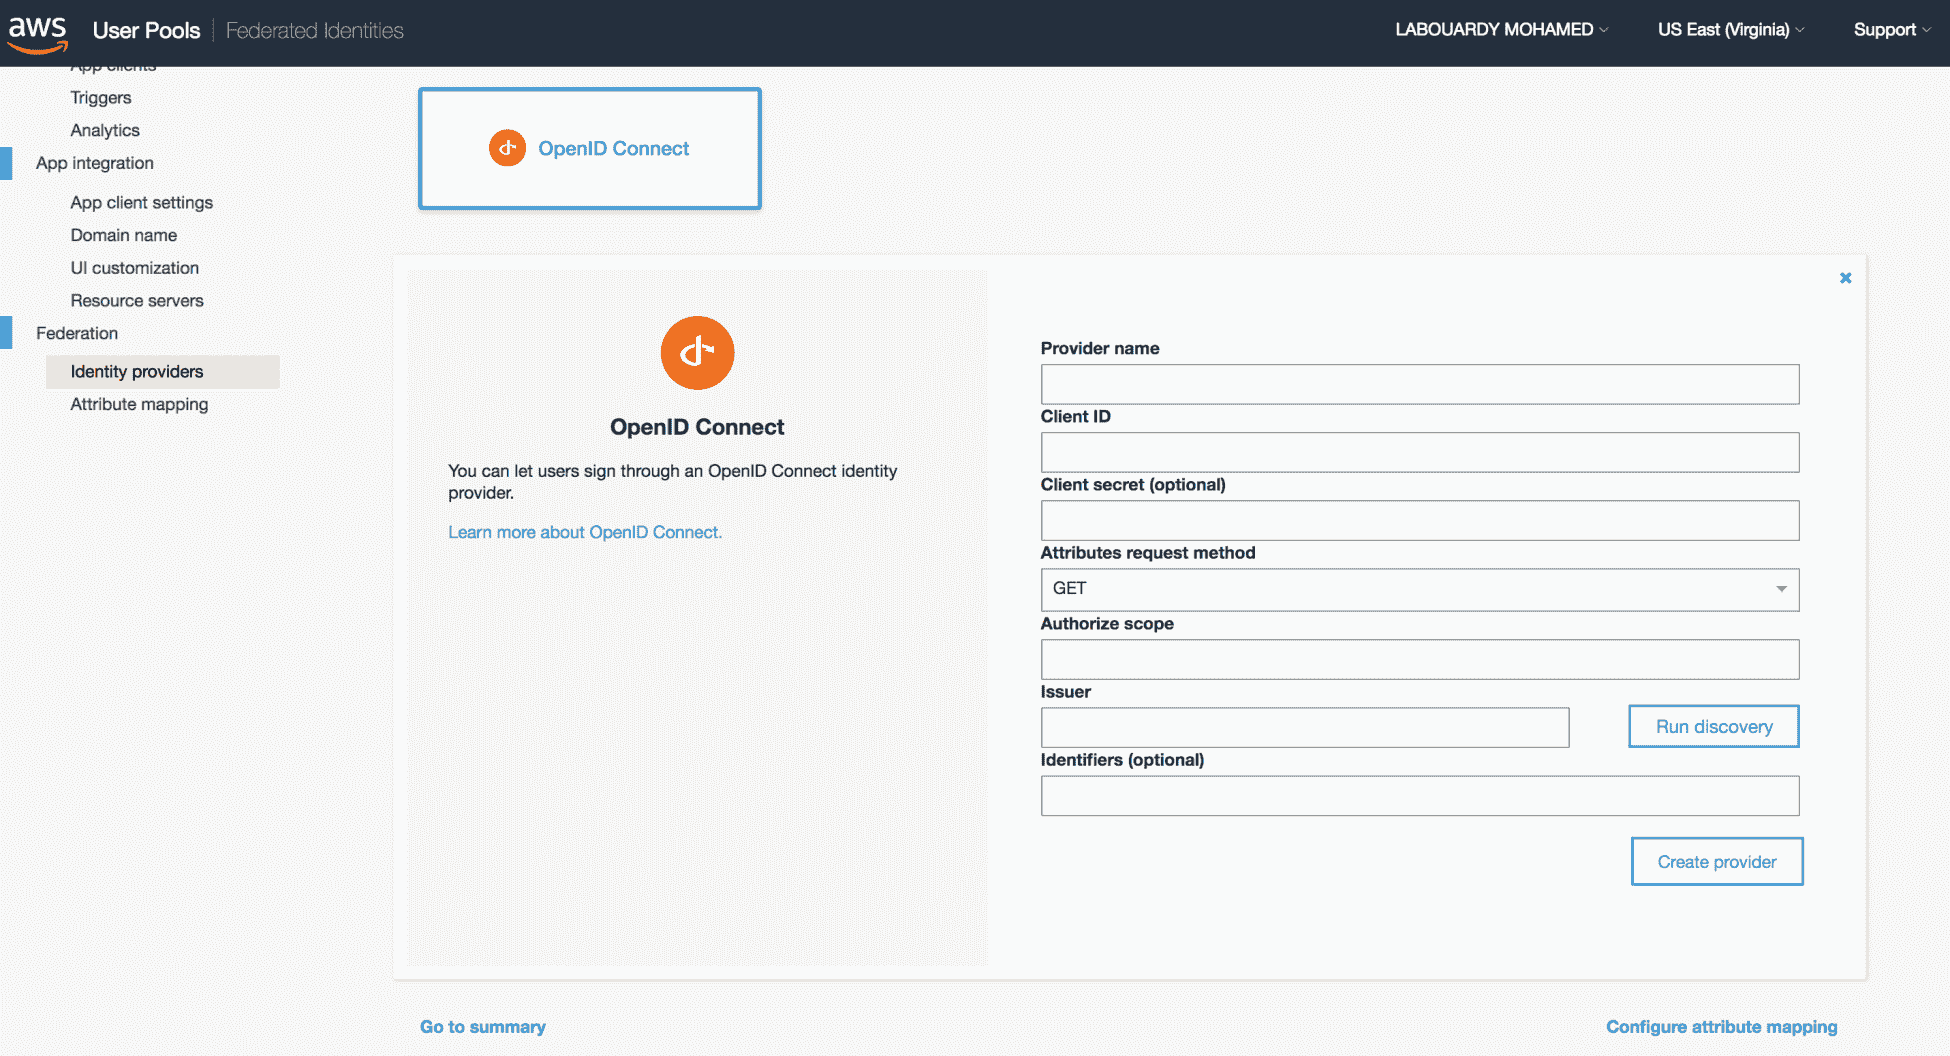 aws User Pools Federated Identities LABOUARDY MOHAMED US East (Virginia) Support
App clients
Triggers
Analytics
App integration
App client settings
Domain name
UI customization
Resource servers
Federation
Identity providers
Attribute mapping
OpenID Connect
OpenID Connect
You can let users sign through an OpenID Connect identity
provider.
Learn more about OpenID Connect.
Provider name
Client ID
Client secret (optional)
Attributes request method
GET
Authorize scope
Issuer
Run discovery
Identifiers (optional)
Create provider
Go to summary
Configure attribute mapping